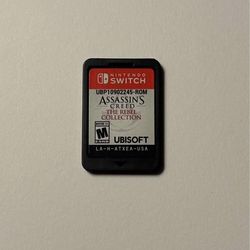 NINTENDO
SWITCH
UBP10902245-ROM
ASSASSIN'S
CREED
THE REBEL
COLLECTION
M
UBISOFT
LA-H-ATXEA-USA